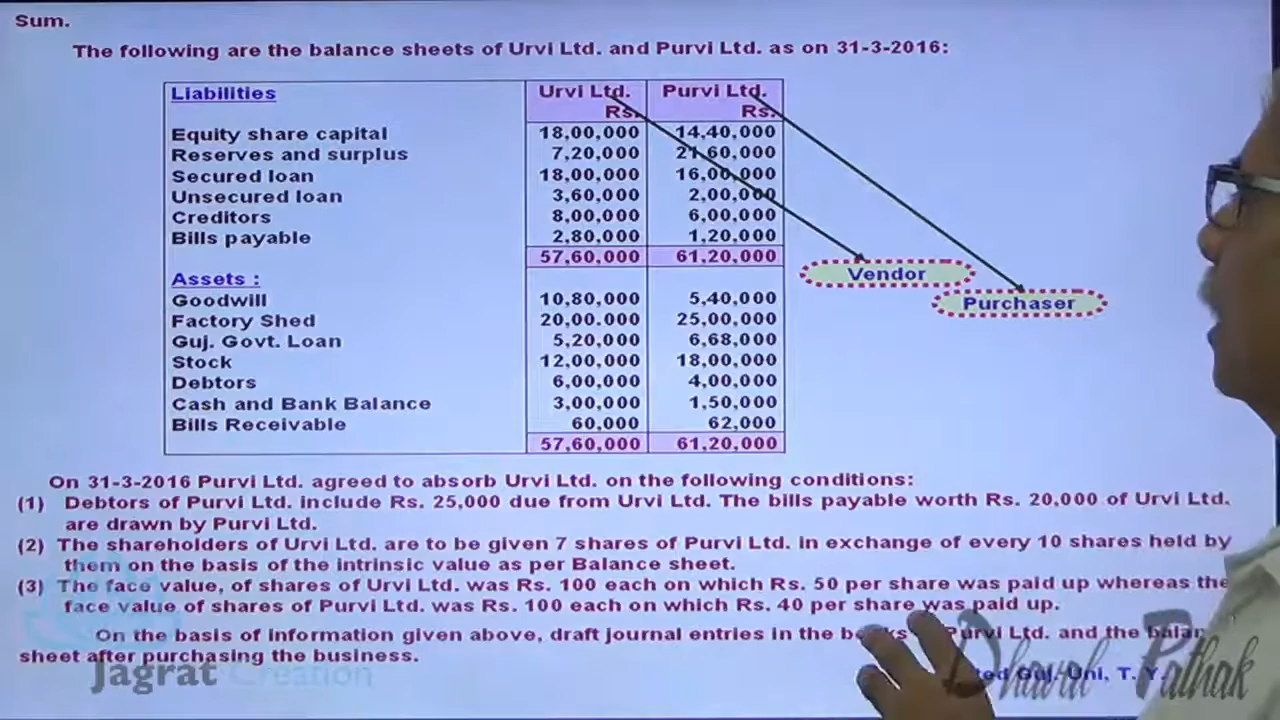 Sum.
The following are the balance sheets of Urvi Ltd. and Purvi Ltd. as on 31-3-2016:
Liabilities Urvi Ltd. Purvi Ltd.
Rs. Rs.
Equity share capital 18,00,000 14,40,000
Reserves and surplus 7,20,000 21,60,000
Secured loan 18,00,000 16,00,000
Unsecured loan 3,60,000 2,00,000
Creditors 8,00,000 6,00,000
Bills payable 2,80,000 1,20,000
57,60,000 61,20,000
Vendor
Assets :
Goodwill 10,80,000 5,40,000
Purchaser
Factory Shed 20,00.000 25,00,000
Guj. Govt. Loan 5,20,000 6,68,000
Stock 12,00,000 18,00,000
Debtors 6,00,000 4,00,000
Cash and Bank Balance 3,00,000 1,50,000
Bills Receivable 60,000 62,000
57,60,000 61,20,000
On 31-3-2016 Purvi Ltd. agreed to absorb Urvi Ltd. on the following conditions:
(1) Debtors of Purvi Ltd. include Rs. 25,000 due from Urvi Ltd. The bills payable worth Rs. 20,000 of Urvi Ltd.
are drawn by Purvi Ltd.
(2) The shareholders of Urvi Ltd. are to be given 7 shares of Purvi Ltd. in exchange of every 10 shares held by
them on the basis of the intrinsic value as per Balance sheet.
(3) The face value, of shares of Urvi Ltd. was Rs. 100 each on which Rs. 50 per share was paid up whereas the
face value of shares of Purvi Ltd. was Rs. 100 each on which Rs. 40 per share was paid up.
On the basis of information given above, draft journal entries in the Purvi Ltd. and the
sheet after purchasing the business.
Guj. Uni, T. Y.
Jagrat Creation
Dhaval Pathak